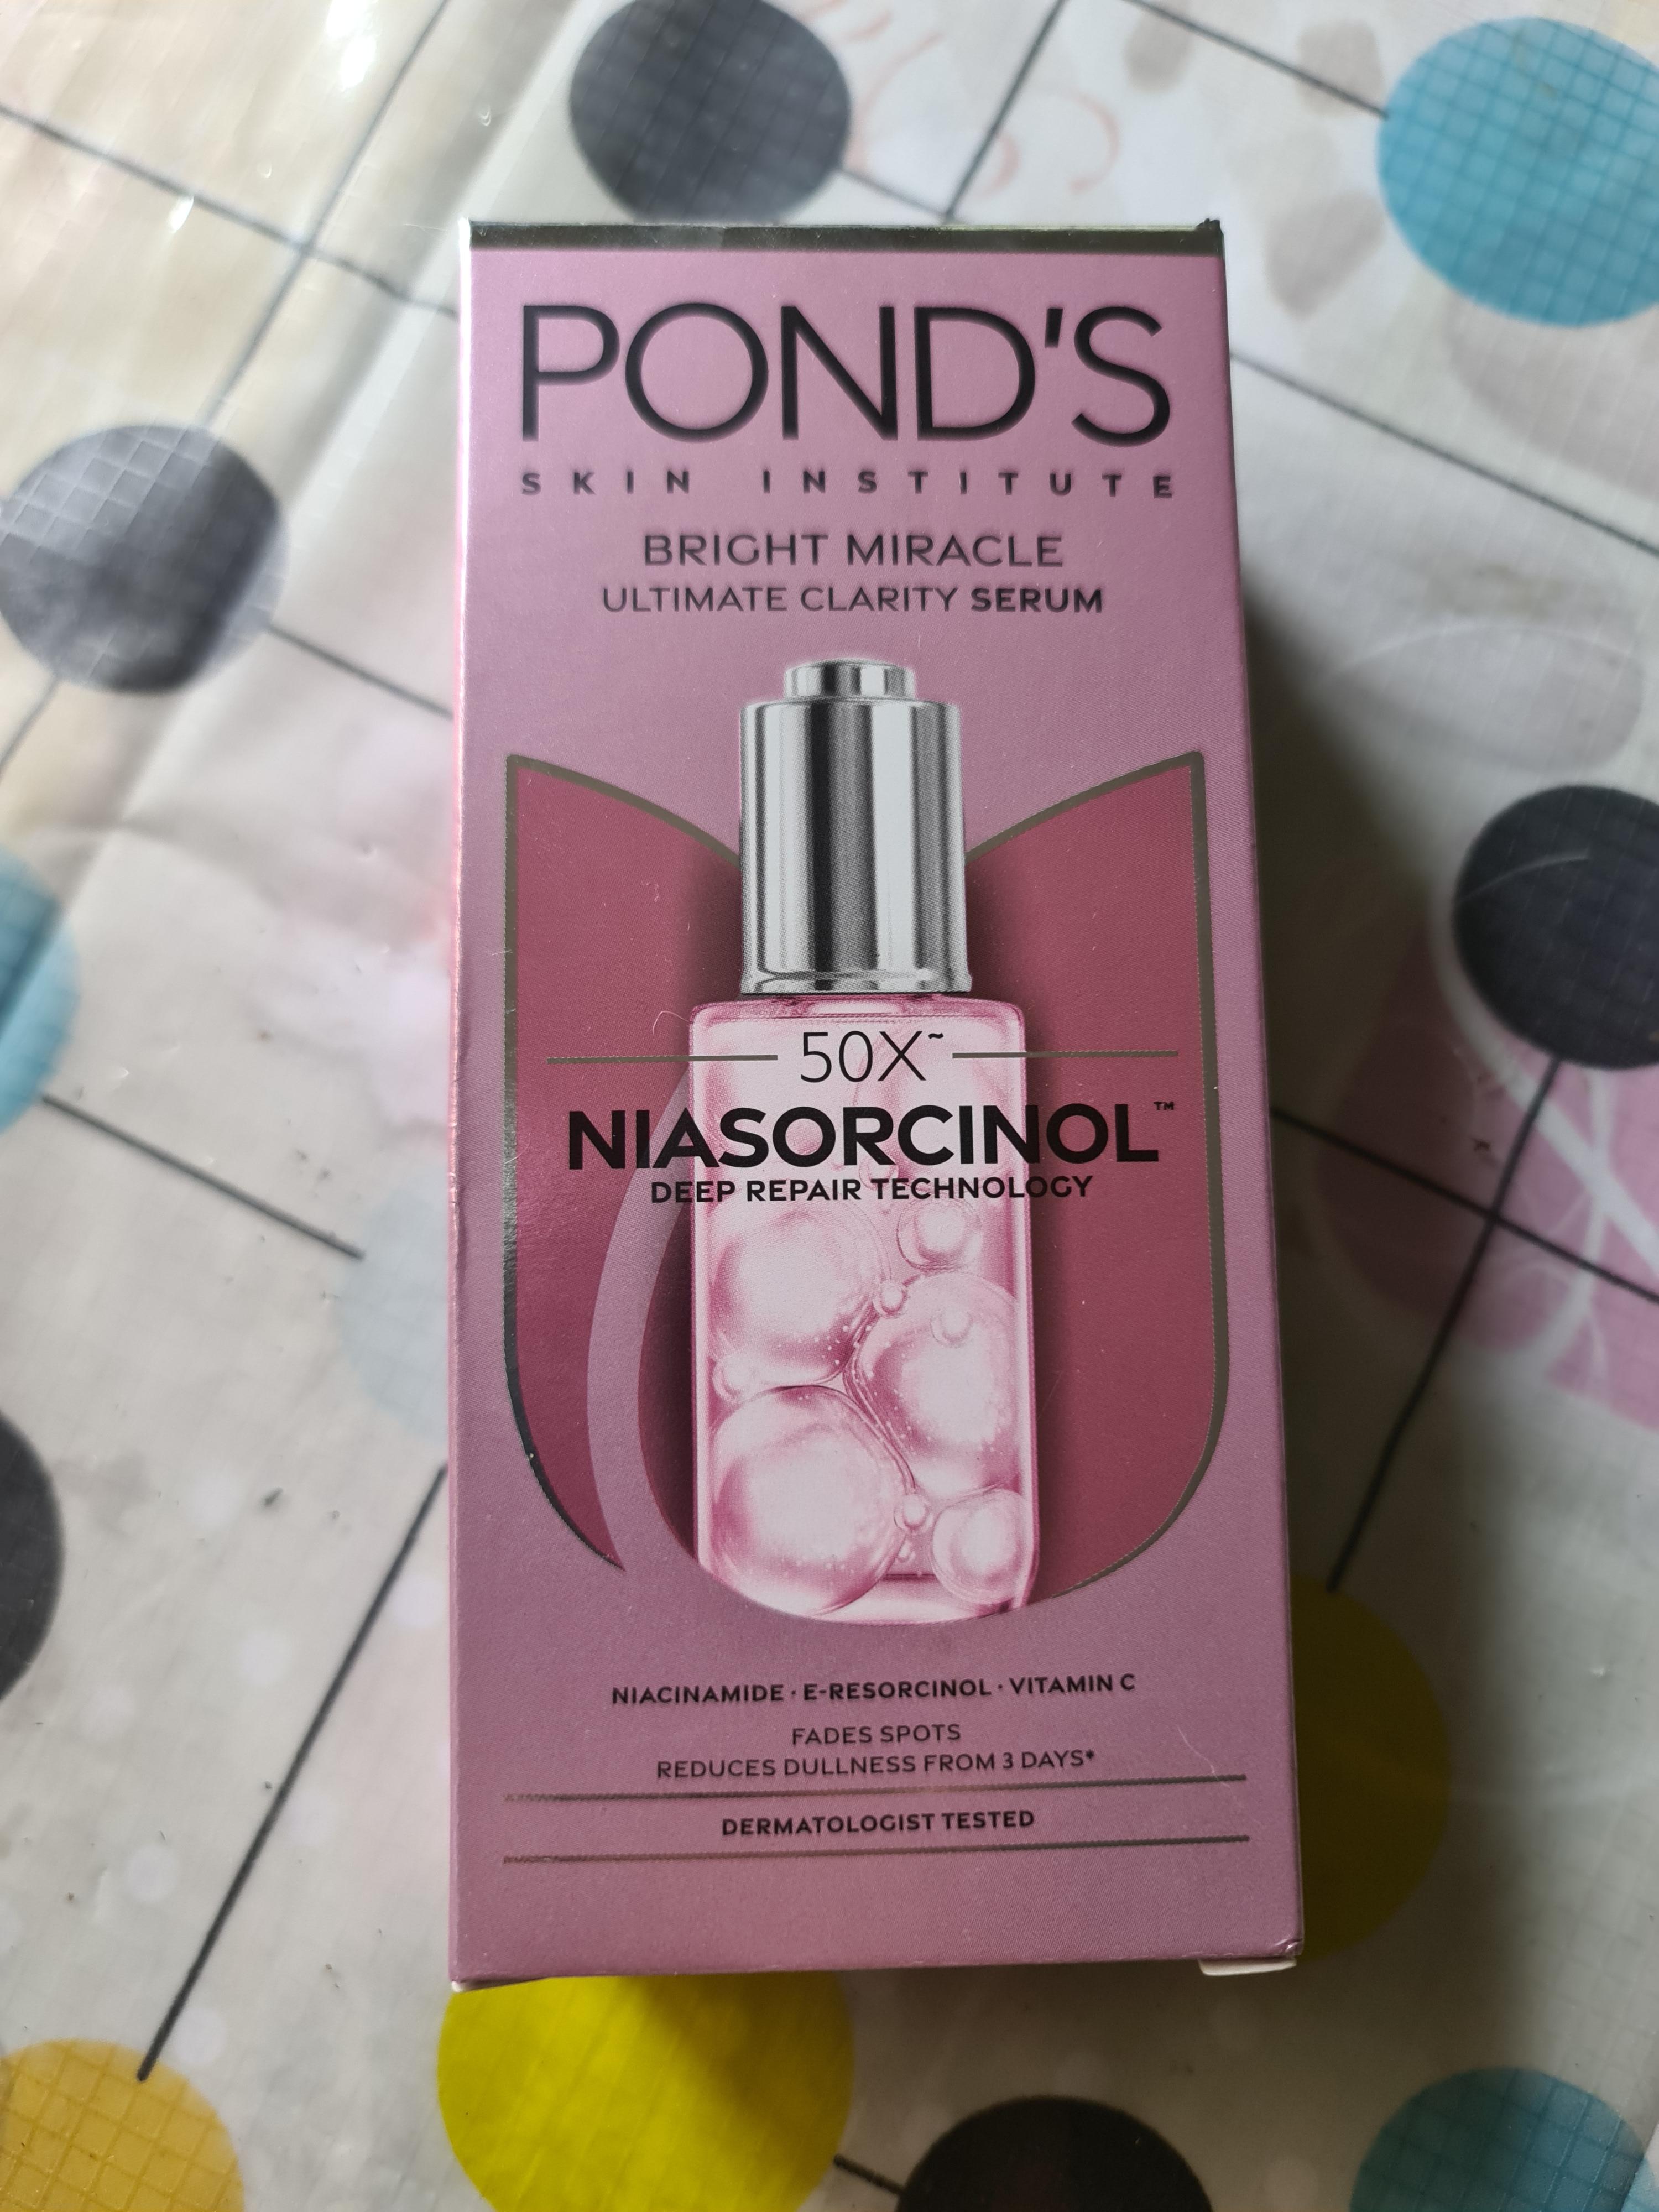 POND'S
SKIN INSTITUTE
BRIGHT MIRACLE
ULTIMATE CLARITY SERUM
50X~
NIASORCINOL™
DEEP REPAIR TECHNOLOGY
NIACINAMIDE · E-RESORCINOL · VITAMIN C
FADES SPOTS
REDUCES DULLNESS FROM 3 DAYS*
DERMATOLOGIST TESTED